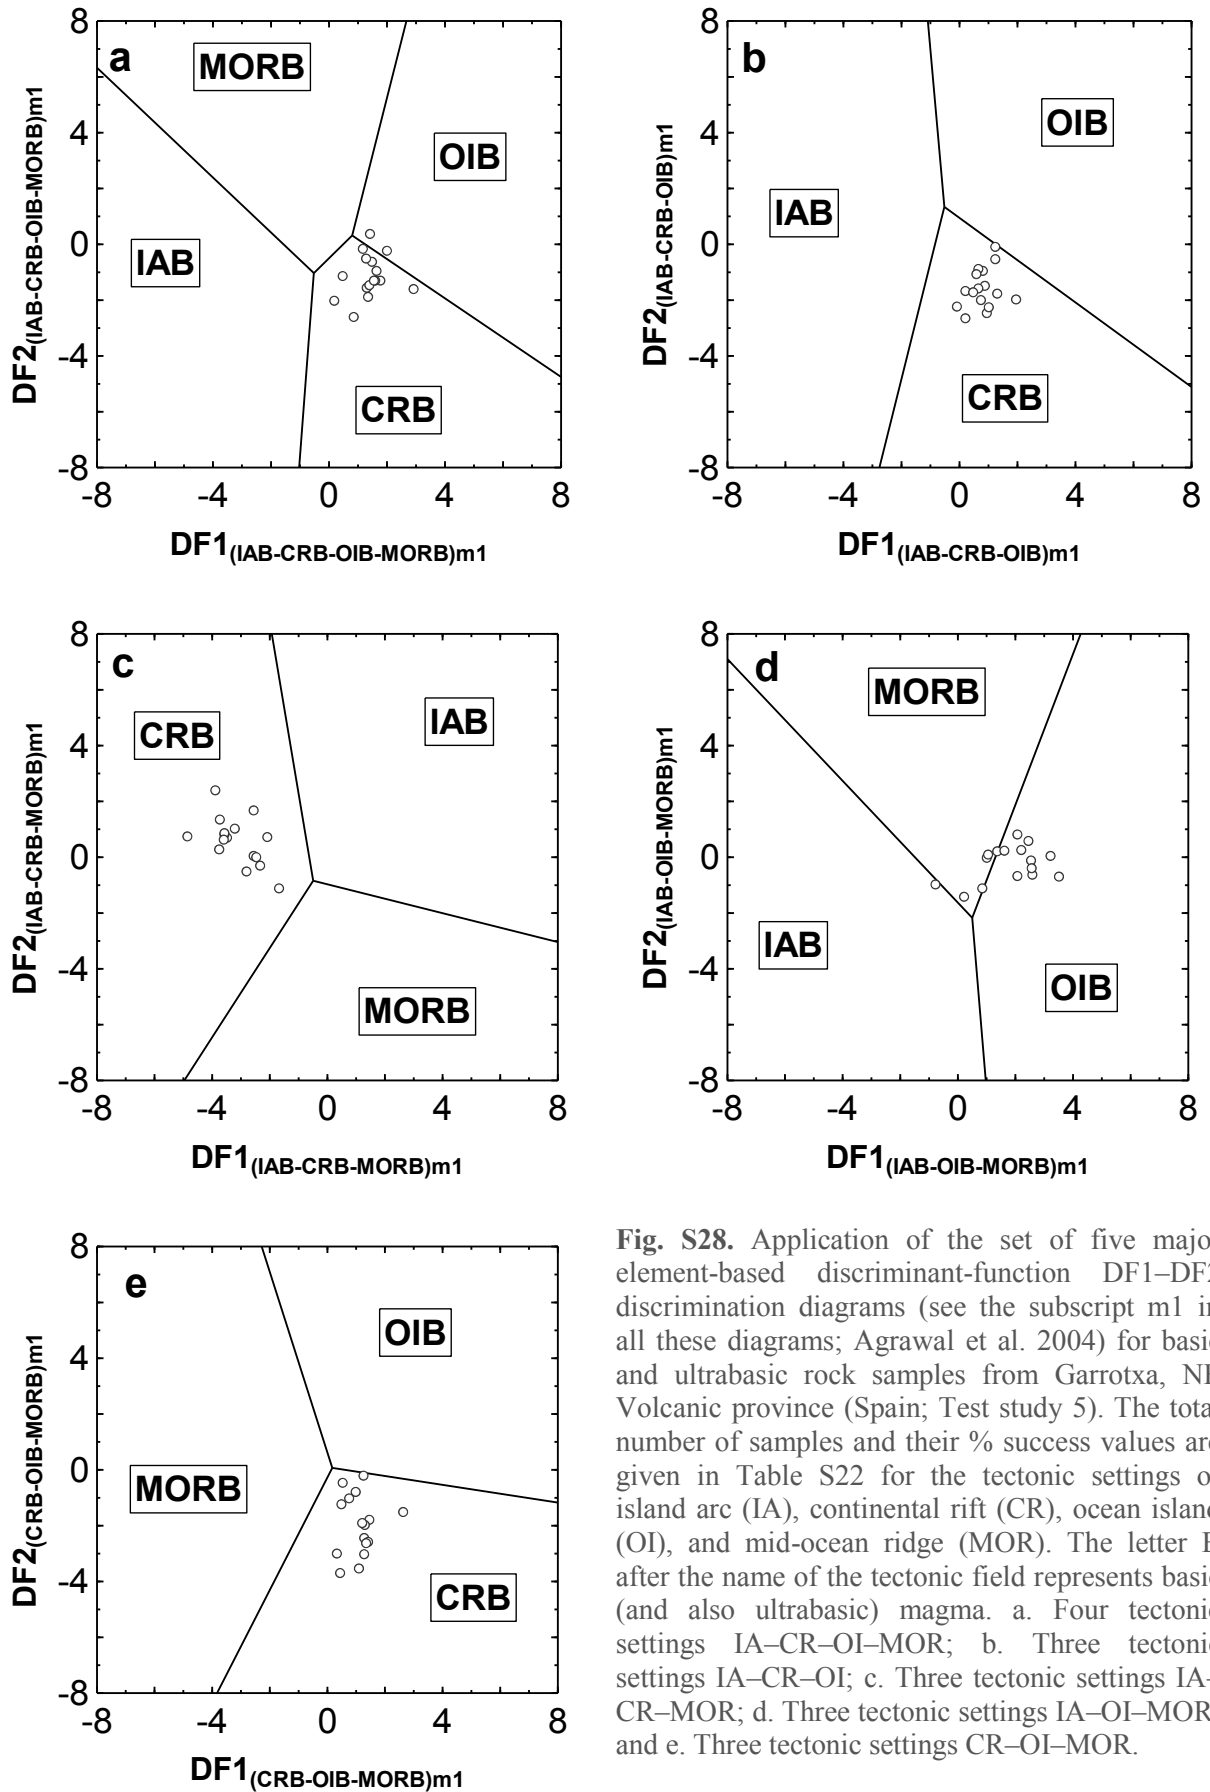 a
MORB
OIB
IAB
CRB
8
4
0
-4
-8
-8 -4 0 4 8
DF2(IAB-CRB-OIB-MORB)m1
DF1(IAB-CRB-OIB-MORB)m1
b
OIB
IAB
CRB
8
4
0
-4
-8
-8 -4 0 4 8
DF2(IAB-CRB-OIB)m1
DF1(IAB-CRB-OIB)m1
c
IAB
CRB
MORB
8
4
0
-4
-8
-8 -4 0 4 8
DF2(IAB-CRB-MORB)m1
DF1(IAB-CRB-MORB)m1
d
MORB
IAB
OIB
8
4
0
-4
-8
-8 -4 0 4 8
DF2(IAB-OIB-MORB)m1
DF1(IAB-OIB-MORB)m1
e
OIB
MORB
CRB
8
4
0
-4
-8
-8 -4 0 4 8
DF2(CRB-OIB-MORB)m1
DF1(CRB-OIB-MORB)m1
Fig. S28. Application of the set of five major
element-based discriminant-function DF1–DF2
discrimination diagrams (see the subscript m1 in
all these diagrams; Agrawal et al. 2004) for basic
and ultrabasic rock samples from Garrotxa, NE
Volcanic province (Spain; Test study 5). The total
number of samples and their % success values are
given in Table S22 for the tectonic settings of
island arc (IA), continental rift (CR), ocean island
(OI), and mid-ocean ridge (MOR). The letter B
after the name of the tectonic field represents basic
(and also ultrabasic) magma. a. Four tectonic
settings IA–CR–OI–MOR; b. Three tectonic
settings IA–CR–OI; c. Three tectonic settings IA–
CR–MOR; d. Three tectonic settings IA–OI–MOR
and e. Three tectonic settings CR–OI–MOR.